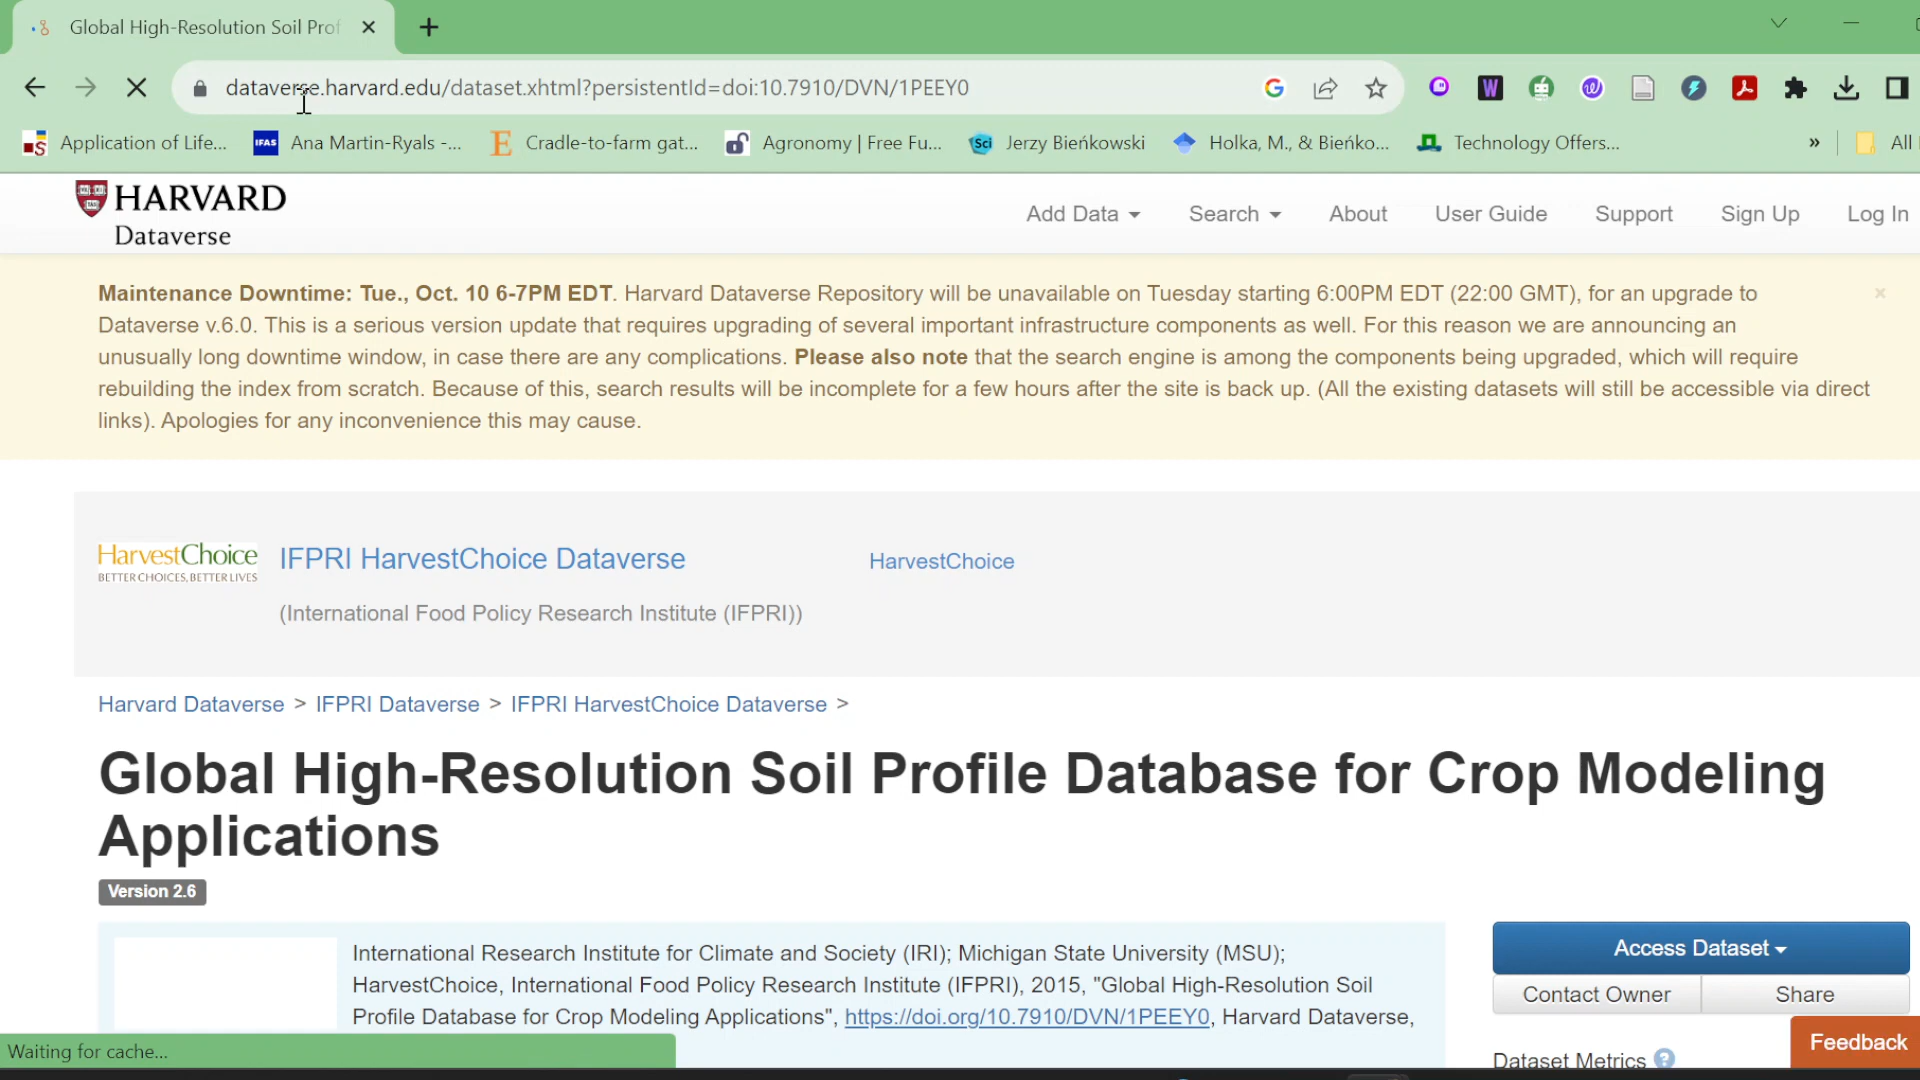 Global High-Resolution Soil Prof
dataverse.harvard.edu/dataset.xhtml?persistentId=doi:10.7910/DVN/1PEEY0
Application of Life... IFAS Ana Martin-Ryals -... E Cradle-to-farm gat... Agronomy | Free Fu... Sci Jerzy Bieńkowski Holka, M., & Bieńko... Technology Offers... » All
HARVARD
Dataverse
Add Data Search About User Guide Support Sign Up Log In
Maintenance Downtime: Tue., Oct. 10 6-7PM EDT. Harvard Dataverse Repository will be unavailable on Tuesday starting 6:00PM EDT (22:00 GMT), for an upgrade to
Dataverse v.6.0. This is a serious version update that requires upgrading of several important infrastructure components as well. For this reason we are announcing an
unusually long downtime window, in case there are any complications. Please also note that the search engine is among the components being upgraded, which will require
rebuilding the index from scratch. Because of this, search results will be incomplete for a few hours after the site is back up. (All the existing datasets will still be accessible via direct
links). Apologies for any inconvenience this may cause.
HarvestChoice
BETTER CHOICES, BETTER LIVES
IFPRI HarvestChoice Dataverse HarvestChoice
(International Food Policy Research Institute (IFPRI))
Harvard Dataverse > IFPRI Dataverse > IFPRI HarvestChoice Dataverse >
Global High-Resolution Soil Profile Database for Crop Modeling
Applications
Version 2.6
International Research Institute for Climate and Society (IRI); Michigan State University (MSU);
HarvestChoice, International Food Policy Research Institute (IFPRI), 2015, "Global High-Resolution Soil
Profile Database for Crop Modeling Applications", https://doi.org/10.7910/DVN/1PEEY0, Harvard Dataverse,
Access Dataset
Contact Owner Share
Dataset Metrics ?
Feedback
Waiting for cache...